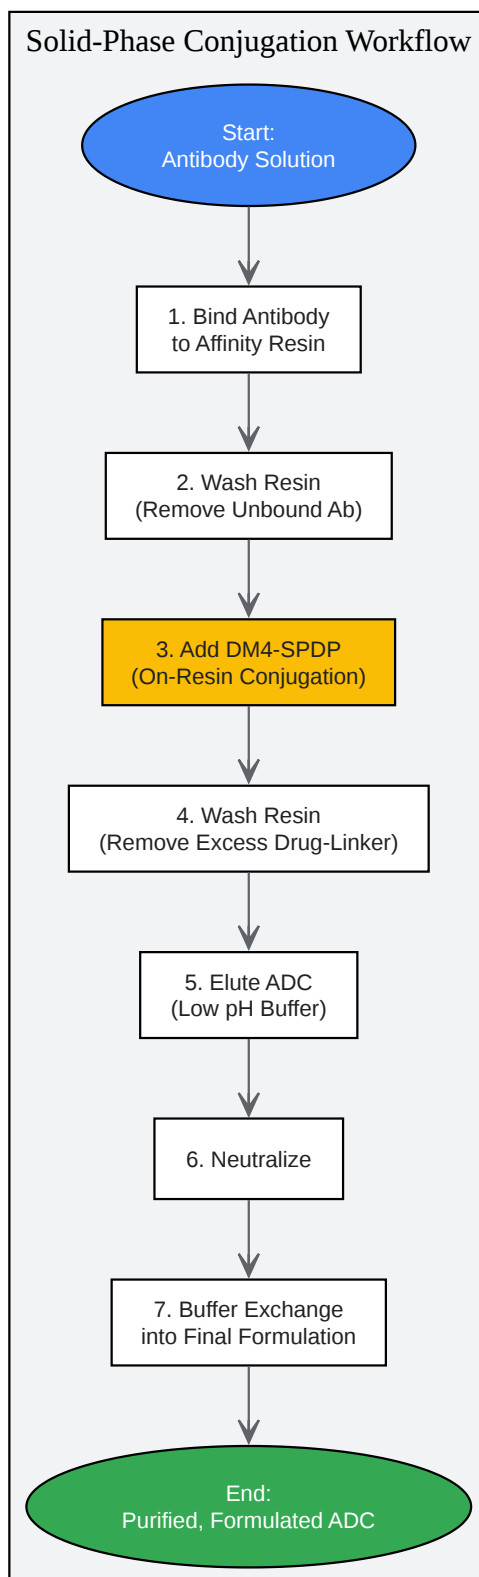 Solid-Phase Conjugation Workflow
Start:
Antibody Solution
1. Bind Antibody
to Affinity Resin
2. Wash Resin
(Remove Unbound Ab)
3. Add DM4-SPDP
(On-Resin Conjugation)
4. Wash Resin
(Remove Excess Drug-Linker)
5. Elute ADC
(Low pH Buffer)
6. Neutralize
7. Buffer Exchange
into Final Formulation
End:
Purified, Formulated ADC